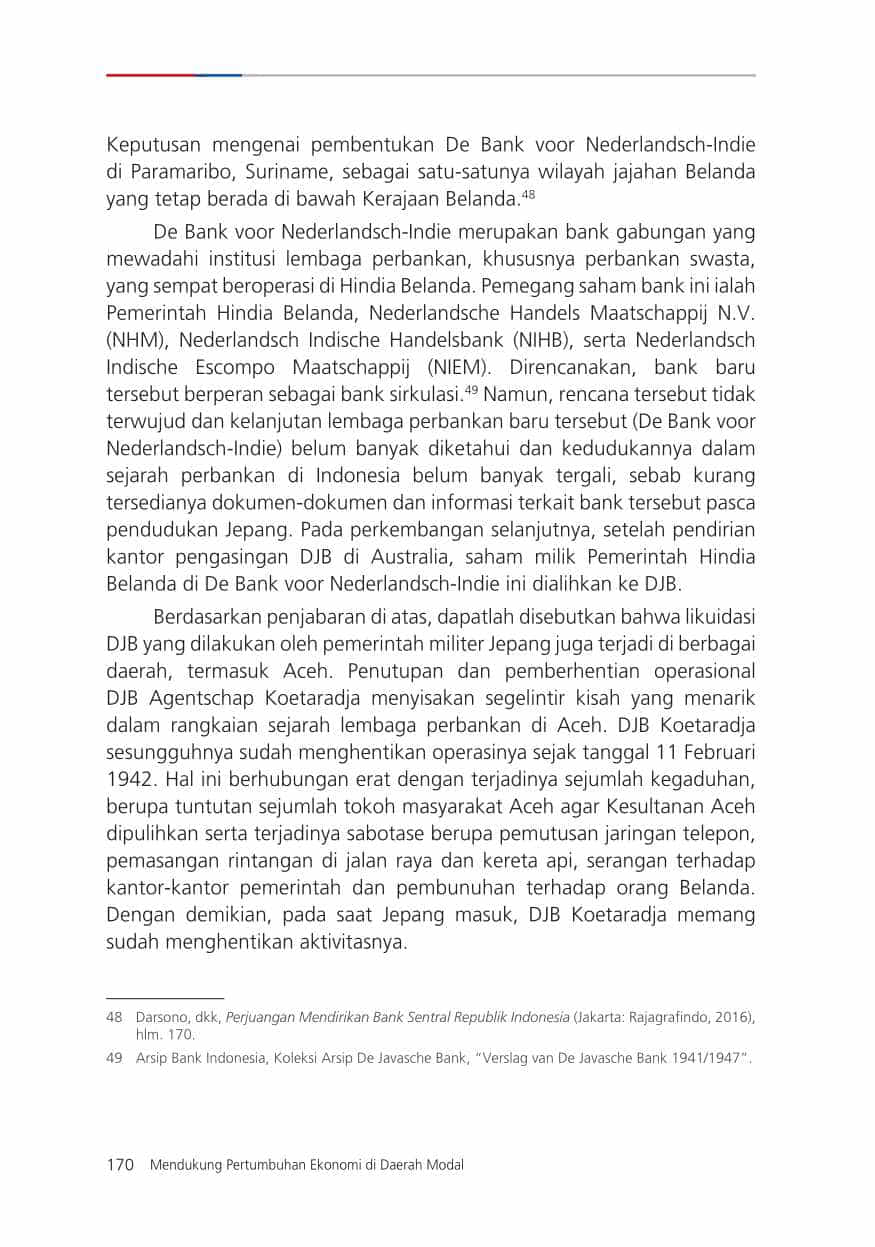 Keputusan mengenai pembentukan De Bank voor Nederlandsch-Indie
di Paramaribo, Suriname, sebagai satu-satunya wilayah jajahan Belanda
yang tetap berada di bawah Kerajaan Belanda.48
De Bank voor Nederlandsch-Indie merupakan bank gabungan yang
mewadahi institusi lembaga perbankan, khususnya perbankan swasta,
yang sempat beroperasi di Hindia Belanda. Pemegang saham bank ini ialah
Pemerintah Hindia Belanda, Nederlandsche Handels Maatschappij N.V.
(NHM), Nederlandsch Indische Handelsbank (NIHB), serta Nederlandsch
Indische Escompo Maatschappij (NIEM). Direncanakan, bank baru
tersebut berperan sebagai bank sirkulasi.49 Namun, rencana tersebut tidak
terwujud dan kelanjutan lembaga perbankan baru tersebut (De Bank voor
Nederlandsch-Indie) belum banyak diketahui dan kedudukannya dalam
sejarah perbankan di Indonesia belum banyak tergali, sebab kurang
tersedianya dokumen-dokumen dan informasi terkait bank tersebut pasca
pendudukan Jepang. Pada perkembangan selanjutnya, setelah pendirian
kantor pengasingan DJB di Australia, saham milik Pemerintah Hindia
Belanda di De Bank voor Nederlandsch-Indie ini dialihkan ke DJB.
Berdasarkan penjabaran di atas, dapatlah disebutkan bahwa likuidasi
DJB yang dilakukan oleh pemerintah militer Jepang juga terjadi di berbagai
daerah, termasuk Aceh. Penutupan dan pemberhentian operasional
DJB Agentschap Koetaradja menyisakan segelintir kisah yang menarik
dalam rangkaian sejarah lembaga perbankan di Aceh. DJB Koetaradja
sesungguhnya sudah menghentikan operasinya sejak tanggal 11 Februari
1942. Hal ini berhubungan erat dengan terjadinya sejumlah kegaduhan,
berupa tuntutan sejumlah tokoh masyarakat Aceh agar Kesultanan Aceh
dipulihkan serta terjadinya sabotase berupa pemutusan jaringan telepon,
pemasangan rintangan di jalan raya dan kereta api, serangan terhadap
kantor-kantor pemerintah dan pembunuhan terhadap orang Belanda.
Dengan demikian, pada saat Jepang masuk, DJB Koetaradja memang
sudah menghentikan aktivitasnya.
48 Darsono, dkk, Perjuangan Mendirikan Bank Sentral Republik Indonesia (Jakarta: Rajagrafindo, 2016),
hlm. 170.
49 Arsip Bank Indonesia, Koleksi Arsip De Javasche Bank, “Verslag van De Javasche Bank 1941/1947”.
170 Mendukung Pertumbuhan Ekonomi di Daerah Modal